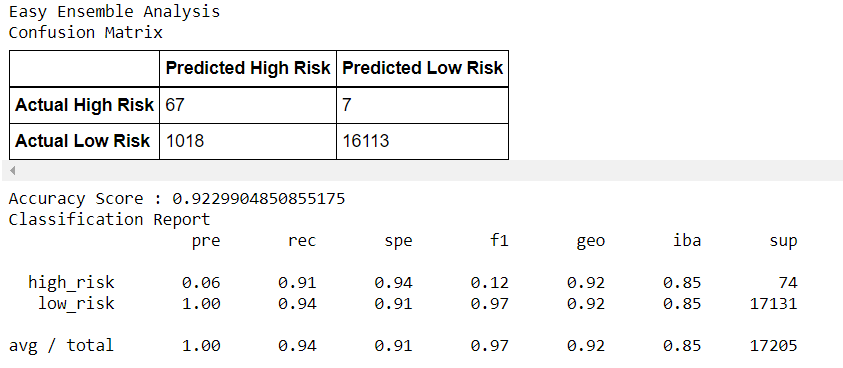 Easy Ensemble Analysis
Confusion Matrix
Predicted High Risk Predicted Low Risk
Actual High Risk 67 7
Actual Low Risk 1018 16113
Accuracy Score : 0.9229904850855175
Classification Report
pre rec spe f1 geo iba sup
high_risk 0.06 0.91 0.94 0.12 0.92 0.85 74
low_risk 1.00 0.94 0.91 0.97 0.92 0.85 17131
avg / total 1.00 0.94 0.91 0.97 0.92 0.85 17205